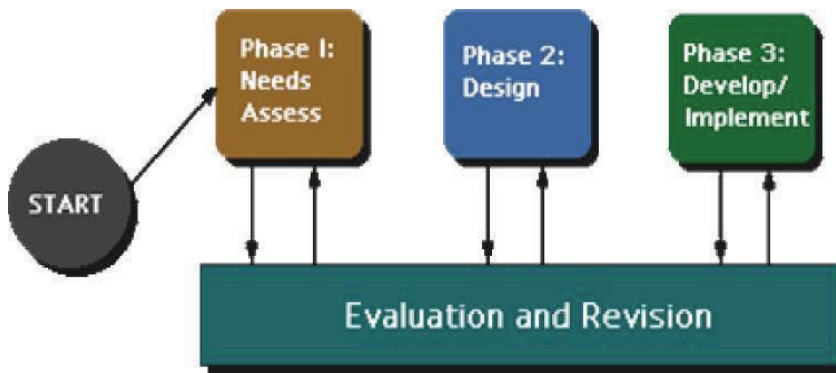 START
Phase 1:
Needs
Assess
Phase 2:
Design
Phase 3:
Develop/
Implement
Evaluation and Revision